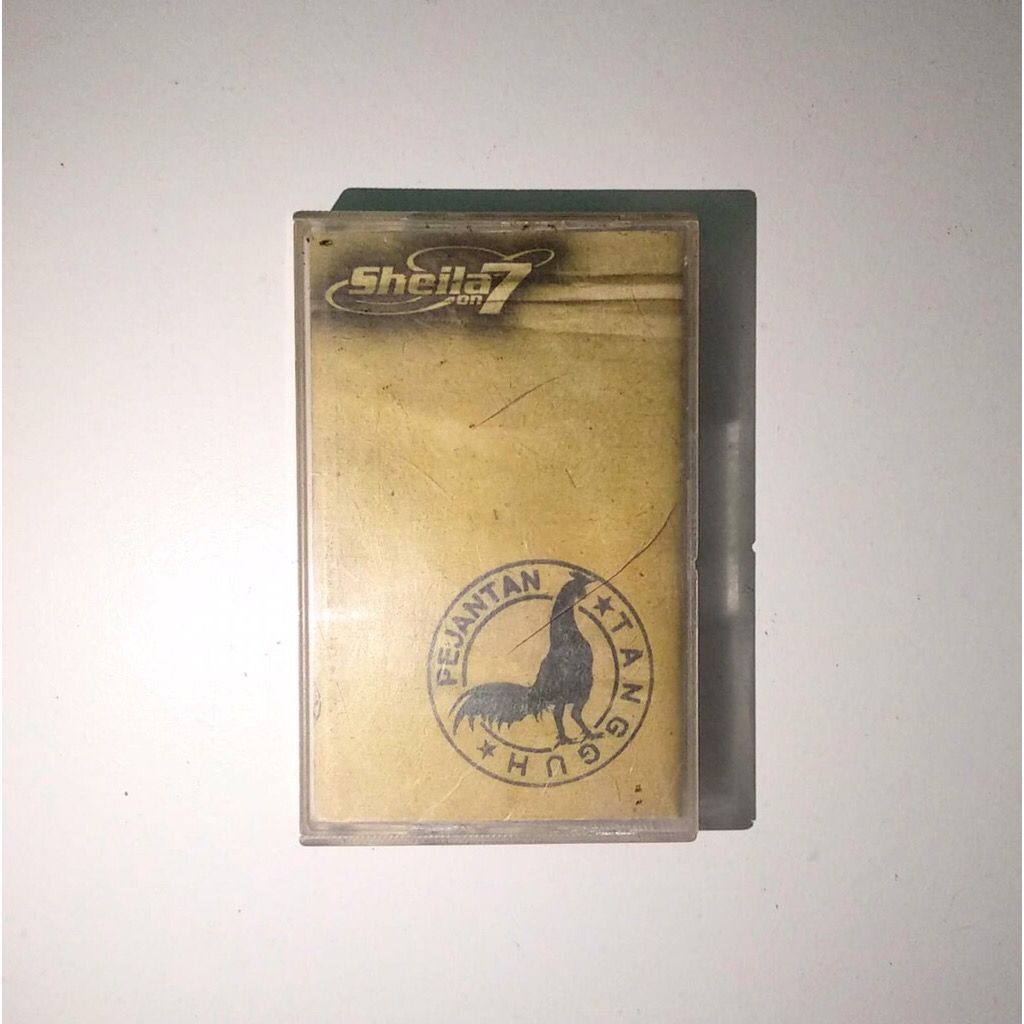 Sheila
on 7
PEJANTAN
TANGGUH